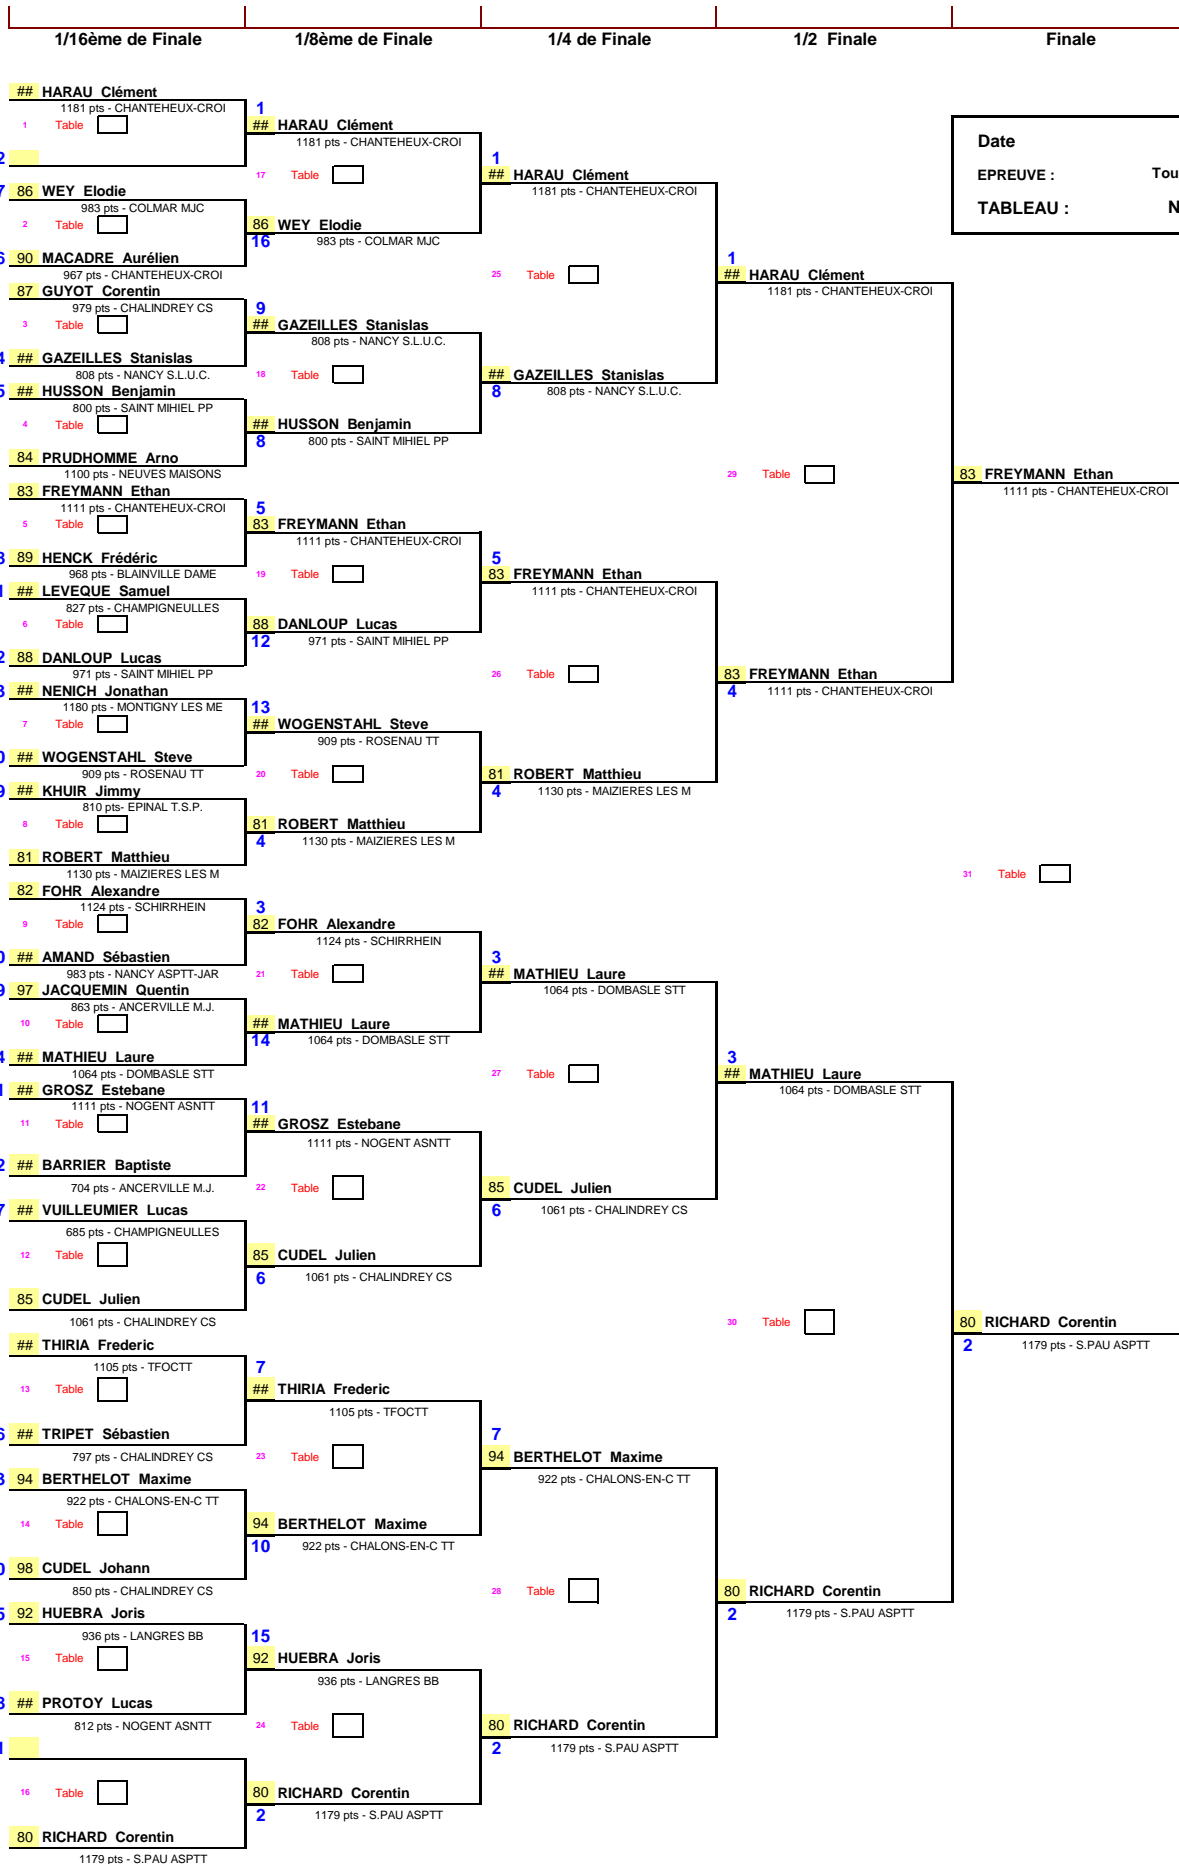 1/16ème de Finale
1/8ème de Finale
1/4 de Finale
1/2 Finale
Finale
Date
EPREUVE : Tou
TABLEAU : N
## HARAU Clément
1181 pts - CHANTEHEUX-CROI
1 Table
2
7 86 WEY Elodie
983 pts - COLMAR MJC
2 Table
6 90 MACADRE Aurélien
967 pts - CHANTEHEUX-CROI
87 GUYOT Corentin
979 pts - CHALINDREY CS
3 Table
4 ## GAZEILLES Stanislas
808 pts - NANCY S.L.U.C.
5 ## HUSSON Benjamin
800 pts - SAINT MIHIEL PP
4 Table
84 PRUDHOMME Arno
1100 pts - NEUVES MAISONS
83 FREYMANN Ethan
1111 pts - CHANTEHEUX-CROI
5 Table
89 HENCK Frédéric
968 pts - BLAINVILLE DAME
1 ## LEVEQUE Samuel
827 pts - CHAMPIGNEULLES
6 Table
2 88 DANLOUP Lucas
971 pts - SAINT MIHIEL PP
3 ## NENICH Jonathan
1180 pts - MONTIGNY LES ME
7 Table
0 ## WOGENSTAHL Steve
909 pts - ROSENAU TT
9 ## KHUIR Jimmy
810 pts- EPINAL T.S.P.
8 Table
81 ROBERT Matthieu
1130 pts - MAIZIERES LES M
82 FOHR Alexandre
1124 pts - SCHIRRHEIN
9 Table
0 ## AMAND Sébastien
983 pts - NANCY ASPTT-JAR
9 97 JACQUEMIN Quentin
863 pts - ANCERVILLE M.J.
10 Table
4 ## MATHIEU Laure
1064 pts - DOMBASLE STT
1 ## GROSZ Estebane
1111 pts - NOGENT ASNTT
11 Table
2 ## BARRIER Baptiste
704 pts - ANCERVILLE M.J.
7 ## VUILLEUMIER Lucas
685 pts - CHAMPIGNEULLES
12 Table
85 CUDEL Julien
1061 pts - CHALINDREY CS
## THIRIA Frederic
1105 pts - TFOCTT
13 Table
6 ## TRIPET Sébastien
797 pts - CHALINDREY CS
3 94 BERTHELOT Maxime
922 pts - CHALONS-EN-C TT
14 Table
0 98 CUDEL Johann
850 pts - CHALINDREY CS
5 92 HUEBRA Joris
936 pts - LANGRES BB
15 Table
3 ## PROTOY Lucas
812 pts - NOGENT ASNTT
1
16 Table
80 RICHARD Corentin
1179 pts - S.PAU ASPTT
1
## HARAU Clément
1181 pts - CHANTEHEUX-CROI
17 Table
86 WEY Elodie
16 983 pts - COLMAR MJC
9
## GAZEILLES Stanislas
808 pts - NANCY S.L.U.C.
18 Table
## HUSSON Benjamin
8 800 pts - SAINT MIHIEL PP
5
83 FREYMANN Ethan
1111 pts - CHANTEHEUX-CROI
19 Table
88 DANLOUP Lucas
12 971 pts - SAINT MIHIEL PP
13
## WOGENSTAHL Steve
909 pts - ROSENAU TT
20 Table
81 ROBERT Matthieu
4 1130 pts - MAIZIERES LES M
3
82 FOHR Alexandre
1124 pts - SCHIRRHEIN
21 Table
## MATHIEU Laure
14 1064 pts - DOMBASLE STT
11
## GROSZ Estebane
1111 pts - NOGENT ASNTT
22 Table
85 CUDEL Julien
6 1061 pts - CHALINDREY CS
7
## THIRIA Frederic
1105 pts - TFOCTT
23 Table
94 BERTHELOT Maxime
10 922 pts - CHALONS-EN-C TT
15
92 HUEBRA Joris
936 pts - LANGRES BB
24 Table
80 RICHARD Corentin
2 1179 pts - S.PAU ASPTT
1
## HARAU Clément
1181 pts - CHANTEHEUX-CROI
25 Table
## GAZEILLES Stanislas
8 808 pts - NANCY S.L.U.C.
5
83 FREYMANN Ethan
1111 pts - CHANTEHEUX-CROI
26 Table
81 ROBERT Matthieu
4 1130 pts - MAIZIERES LES M
3
## MATHIEU Laure
1064 pts - DOMBASLE STT
27 Table
85 CUDEL Julien
6 1061 pts - CHALINDREY CS
7
94 BERTHELOT Maxime
922 pts - CHALONS-EN-C TT
28 Table
80 RICHARD Corentin
2 1179 pts - S.PAU ASPTT
1
## HARAU Clément
1181 pts - CHANTEHEUX-CROI
29 Table
83 FREYMANN Ethan
4 1111 pts - CHANTEHEUX-CROI
3
## MATHIEU Laure
1064 pts - DOMBASLE STT
30 Table
80 RICHARD Corentin
2 1179 pts - S.PAU ASPTT
83 FREYMANN Ethan
1111 pts - CHANTEHEUX-CROI
31 Table
80 RICHARD Corentin
2 1179 pts - S.PAU ASPTT